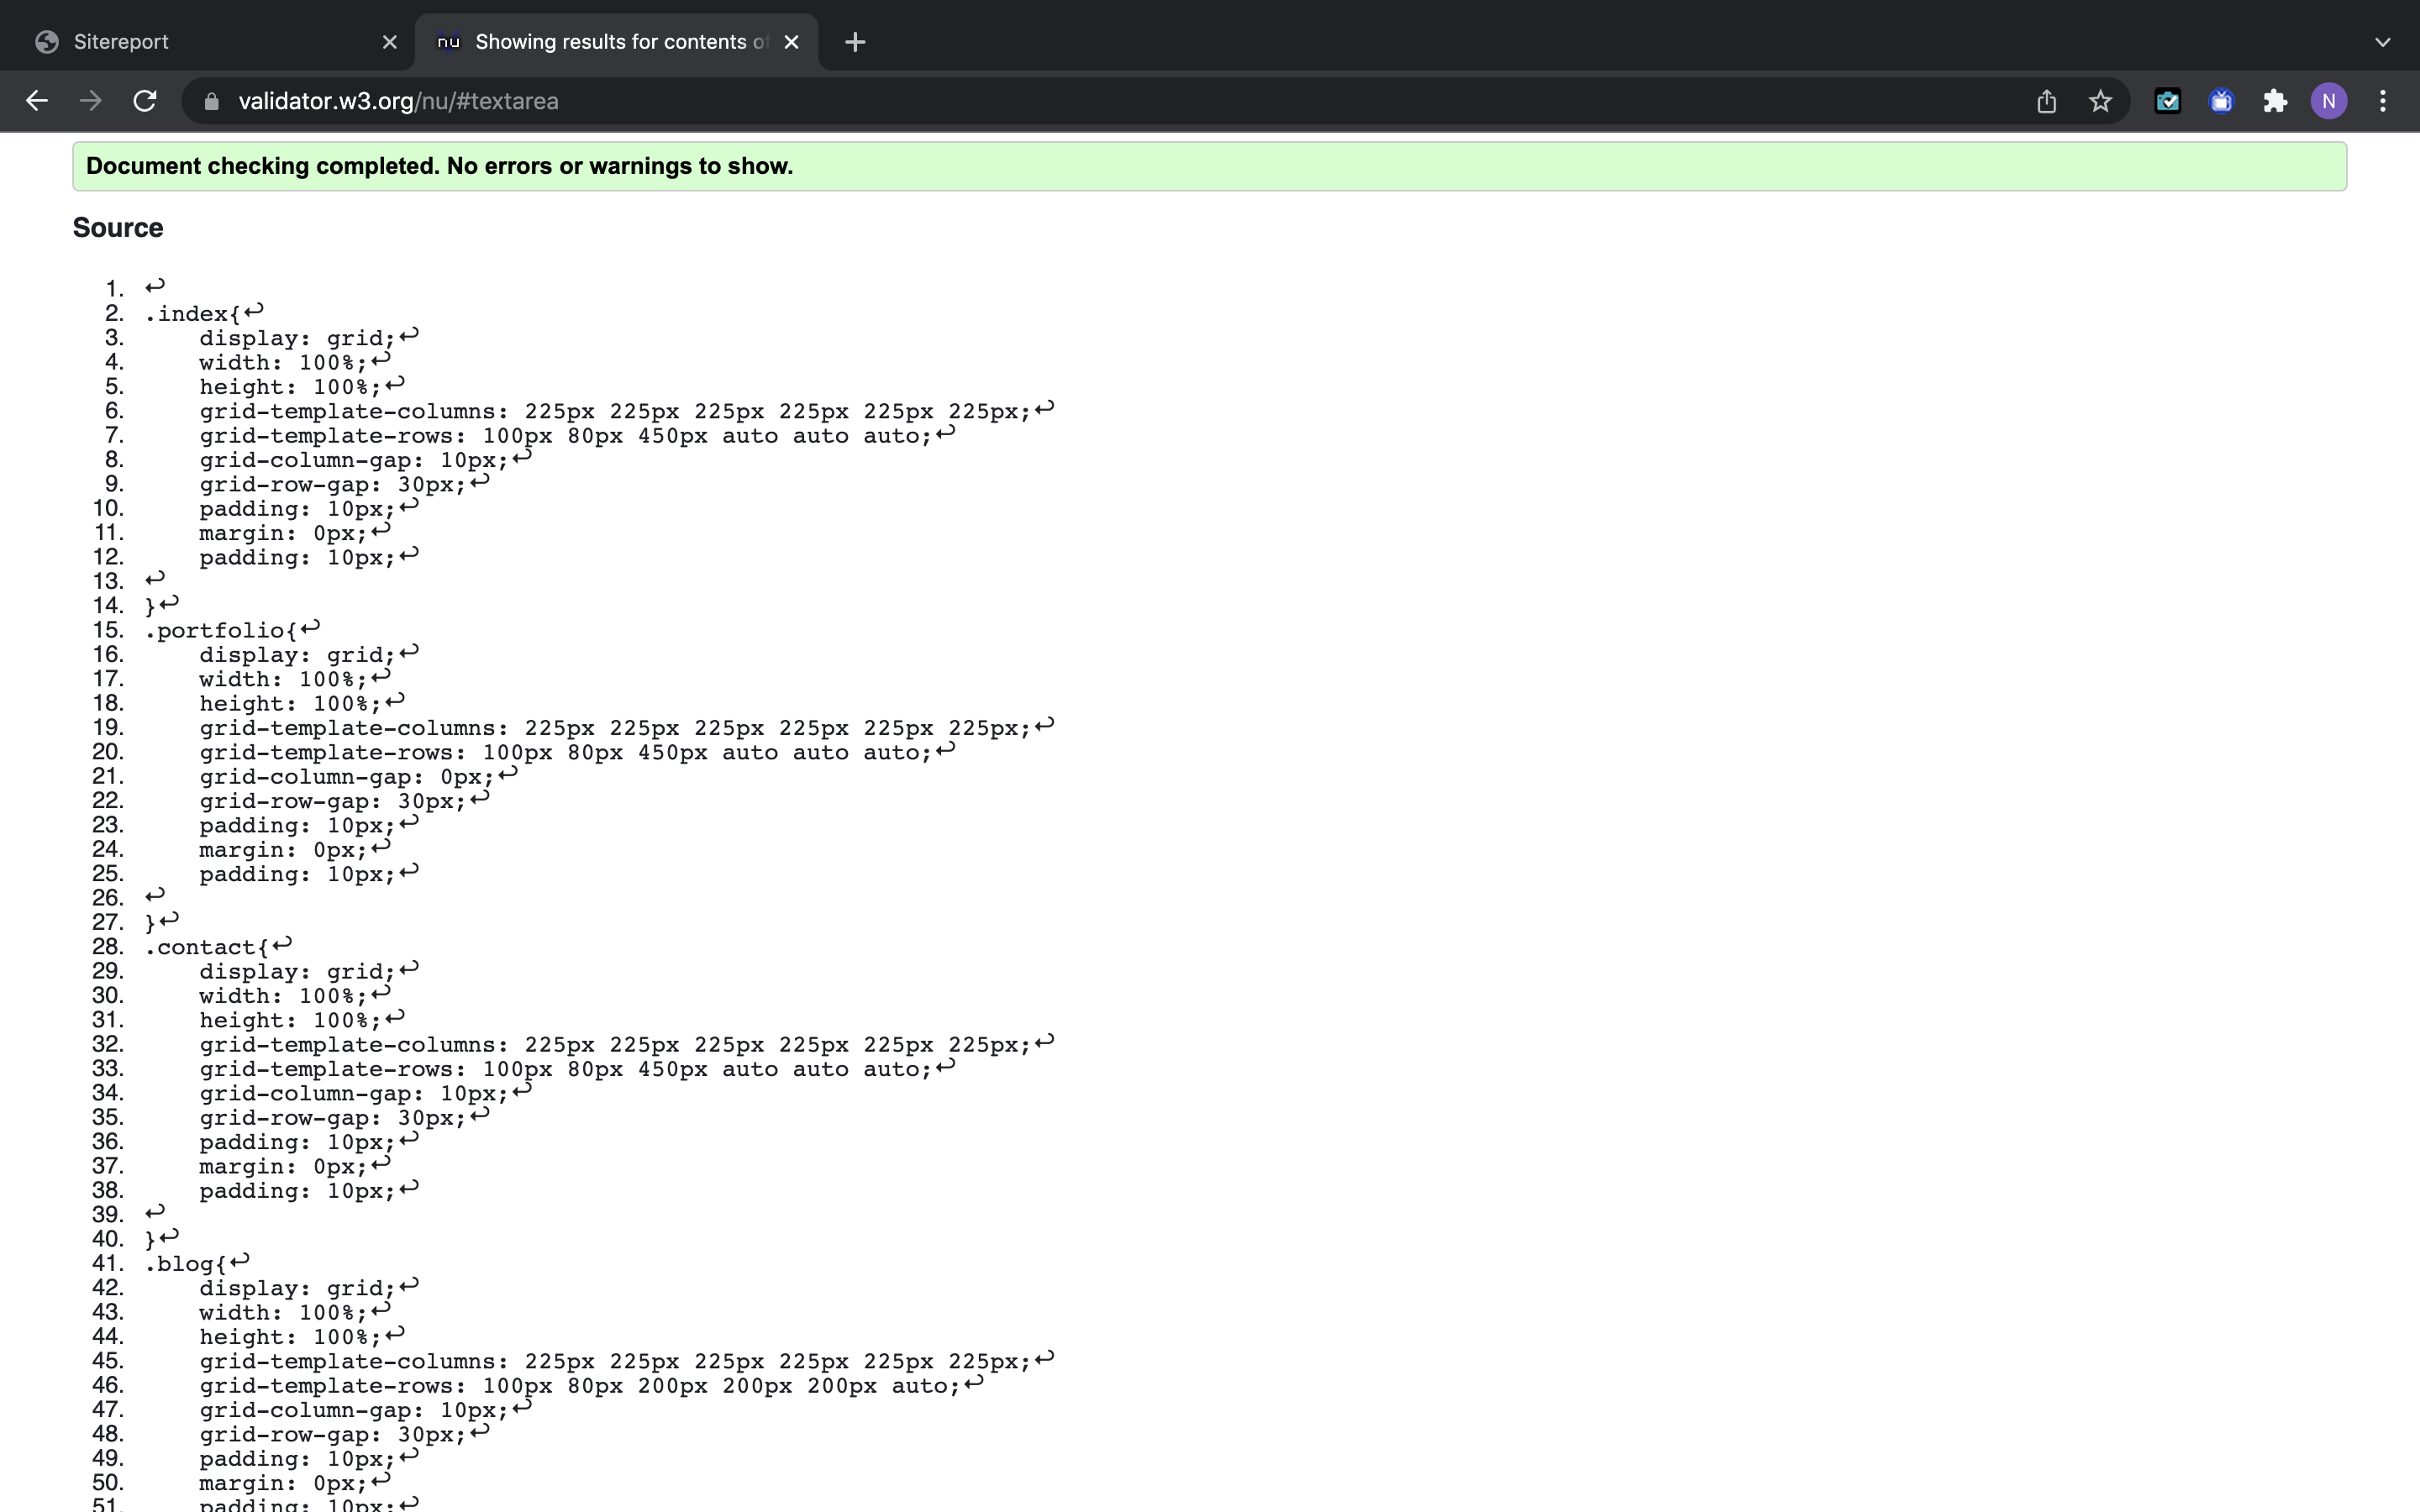 Sitereport
nu Showing results for contents of
validator.w3.org/nu/#textarea
N
Document checking completed. No errors or warnings to show.
Source
1. ↩
2. .index{↩
3. display: grid;↩
4. width: 100%;↩
5. height: 100%;↩
6. grid-template-columns: 225px 225px 225px 225px 225px 225px;↩
7. grid-template-rows: 100px 80px 450px auto auto auto;↩
8. grid-column-gap: 10px;↩
9. grid-row-gap: 30px;↩
10. padding: 10px;↩
11. margin: 0px;↩
12. padding: 10px;↩
13. ↩
14. }↩
15. .portfolio{↩
16. display: grid;↩
17. width: 100%;↩
18. height: 100%;↩
19. grid-template-columns: 225px 225px 225px 225px 225px 225px;↩
20. grid-template-rows: 100px 80px 450px auto auto auto;↩
21. grid-column-gap: 0px;↩
22. grid-row-gap: 30px;↩
23. padding: 10px;↩
24. margin: 0px;↩
25. padding: 10px;↩
26. ↩
27. }↩
28. .contact{↩
29. display: grid;↩
30. width: 100%;↩
31. height: 100%;↩
32. grid-template-columns: 225px 225px 225px 225px 225px 225px;↩
33. grid-template-rows: 100px 80px 450px auto auto auto;↩
34. grid-column-gap: 10px;↩
35. grid-row-gap: 30px;↩
36. padding: 10px;↩
37. margin: 0px;↩
38. padding: 10px;↩
39. ↩
40. }↩
41. .blog{↩
42. display: grid;↩
43. width: 100%;↩
44. height: 100%;↩
45. grid-template-columns: 225px 225px 225px 225px 225px 225px;↩
46. grid-template-rows: 100px 80px 200px 200px 200px auto;↩
47. grid-column-gap: 10px;↩
48. grid-row-gap: 30px;↩
49. padding: 10px;↩
50. margin: 0px;↩
51. padding: 10px;↩